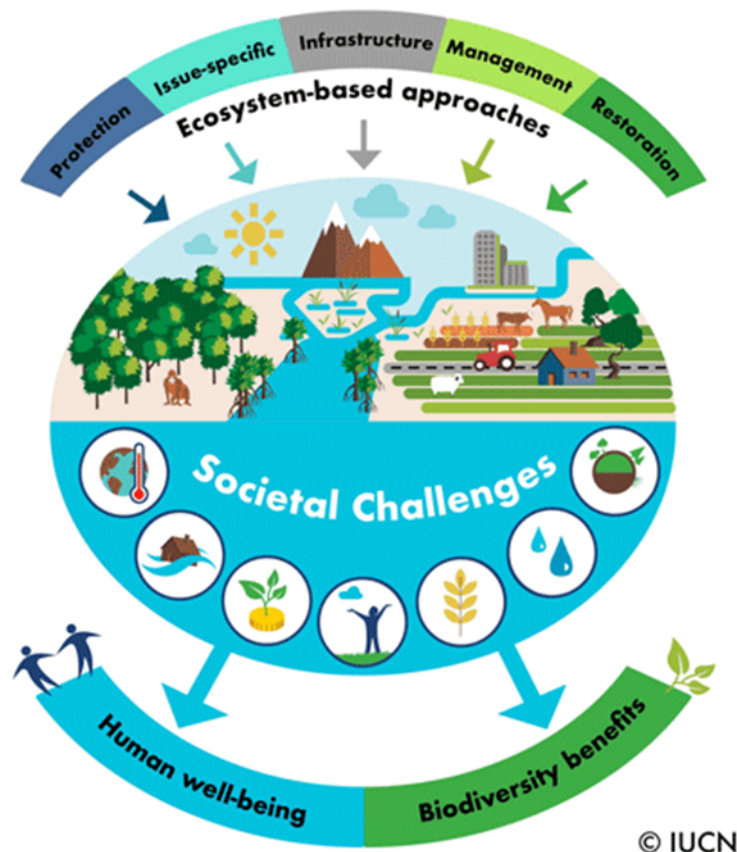 Protection
Issue-specific
Infrastructure
Management
Restoration
Ecosystem-based approaches
Societal Challenges
Human well-being
Biodiversity benefits
© IUCN